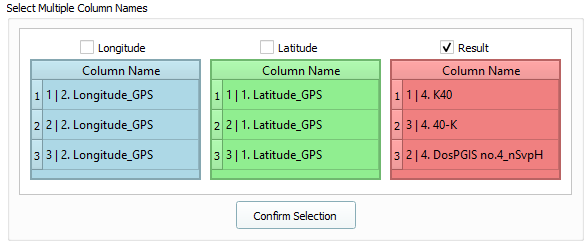 Select Multiple Column Names
Longitude Latitude Result
Column Name Column Name Column Name
1 1 | 2. Longitude_GPS 1 1 | 1. Latitude_GPS 1 1 | 4. K40
2 2 | 2. Longitude_GPS 2 2 | 1. Latitude_GPS 2 3 | 4. 40-K
3 3 | 2. Longitude_GPS 3 3 | 1. Latitude_GPS 3 2 | 4. DosPGIS no.4_nSvpH
Confirm Selection